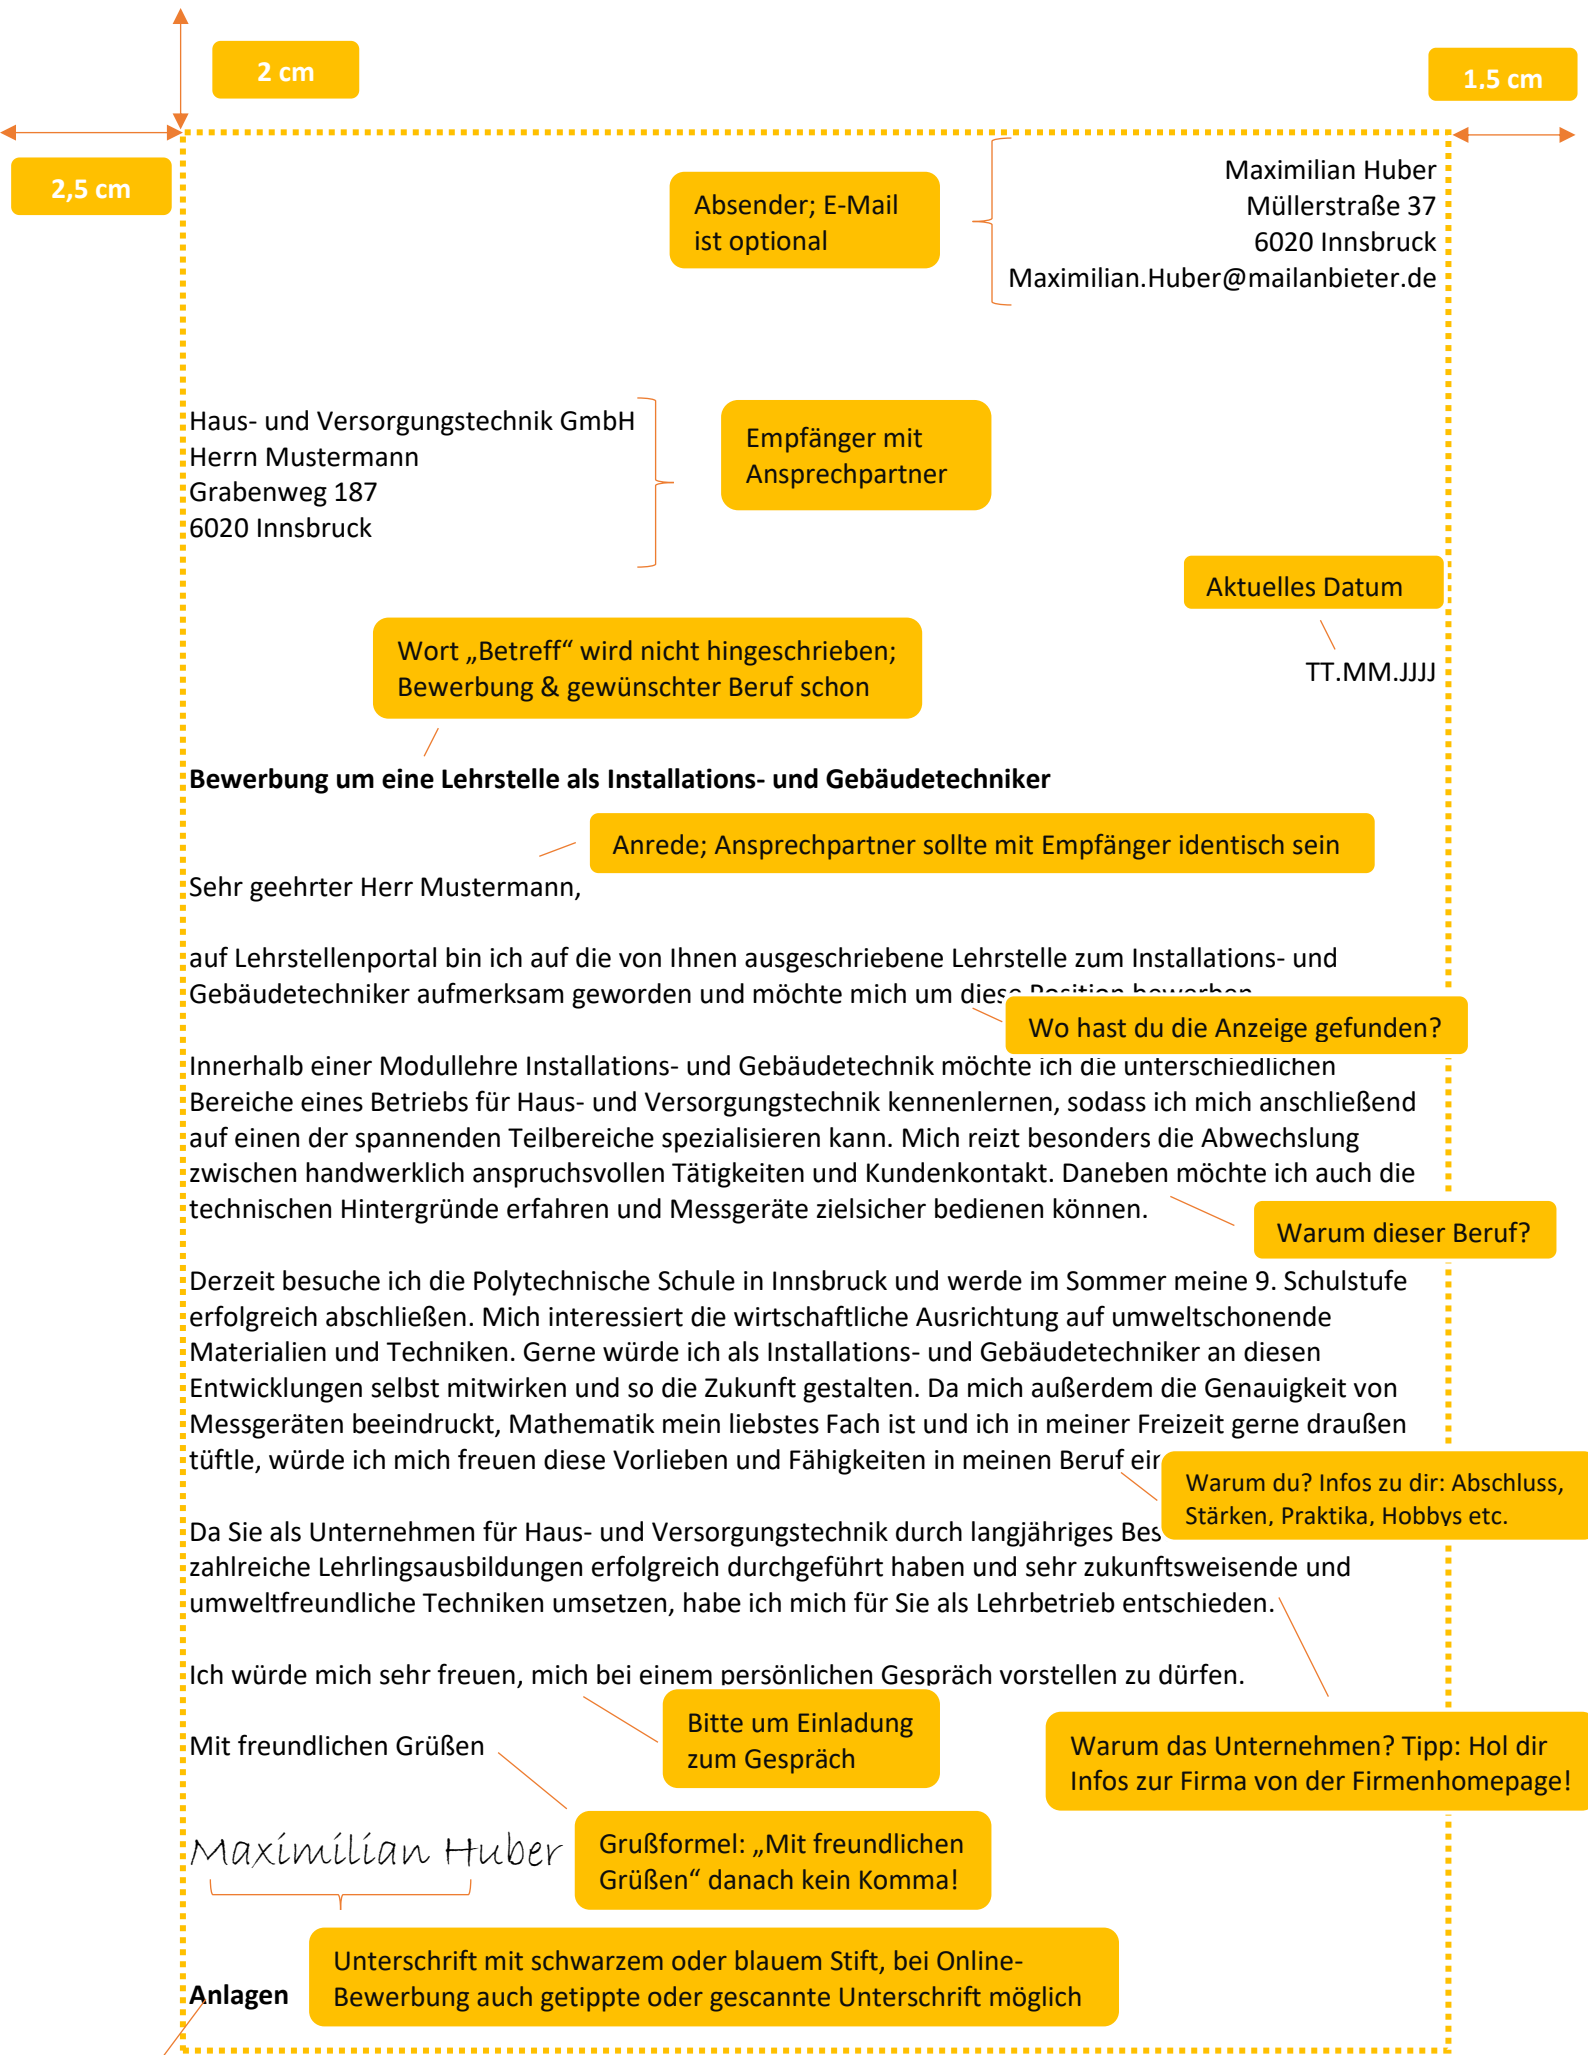 2 cm
1,5 cm
2,5 cm
Absender; E-Mail
ist optional
Maximilian Huber
Müllerstraße 37
6020 Innsbruck
Maximilian.Huber@mailanbieter.de
Haus- und Versorgungstechnik GmbH
Herrn Mustermann
Grabenweg 187
6020 Innsbruck
Empfänger mit
Ansprechpartner
Aktuelles Datum
TT.MM.JJJJ
Wort „Betreff“ wird nicht hingeschrieben;
Bewerbung & gewünschter Beruf schon
Bewerbung um eine Lehrstelle als Installations- und Gebäudetechniker
Anrede; Ansprechpartner sollte mit Empfänger identisch sein
Sehr geehrter Herr Mustermann,
auf Lehrstellenportal bin ich auf die von Ihnen ausgeschriebene Lehrstelle zum Installations- und
Gebäudetechniker aufmerksam geworden und möchte mich um diese Position bewerben
Wo hast du die Anzeige gefunden?
Innerhalb einer Modullehre Installations- und Gebäudetechnik möchte ich die unterschiedlichen
Bereiche eines Betriebs für Haus- und Versorgungstechnik kennenlernen, sodass ich mich anschließend
auf einen der spannenden Teilbereiche spezialisieren kann. Mich reizt besonders die Abwechslung
zwischen handwerklich anspruchsvollen Tätigkeiten und Kundenkontakt. Daneben möchte ich auch die
technischen Hintergründe erfahren und Messgeräte zielsicher bedienen können.
Warum dieser Beruf?
Derzeit besuche ich die Polytechnische Schule in Innsbruck und werde im Sommer meine 9. Schulstufe
erfolgreich abschließen. Mich interessiert die wirtschaftliche Ausrichtung auf umweltschonende
Materialien und Techniken. Gerne würde ich als Installations- und Gebäudetechniker an diesen
Entwicklungen selbst mitwirken und so die Zukunft gestalten. Da mich außerdem die Genauigkeit von
Messgeräten beeindruckt, Mathematik mein liebstes Fach ist und ich in meiner Freizeit gerne draußen
tüftle, würde ich mich freuen diese Vorlieben und Fähigkeiten in meinen Beruf
Warum du? Infos zu dir: Abschluss,
Stärken, Praktika, Hobbys etc.
Da Sie als Unternehmen für Haus- und Versorgungstechnik durch langjähriges
zahlreiche Lehrlingsausbildungen erfolgreich durchgeführt haben und sehr zukunftsweisende und
umweltfreundliche Techniken umsetzen, habe ich mich für Sie als Lehrbetrieb entschieden.
Ich würde mich sehr freuen, mich bei einem persönlichen Gespräch vorstellen zu dürfen.
Bitte um Einladung
zum Gespräch
Warum das Unternehmen? Tipp: Hol dir
Infos zur Firma von der Firmenhomepage!
Mit freundlichen Grüßen
Maximilian Huber
Grußformel: „Mit freundlichen
Grüßen“ danach kein Komma!
Unterschrift mit schwarzem oder blauem Stift, bei Online-
Bewerbung auch getippte oder gescannte Unterschrift möglich
Anlagen